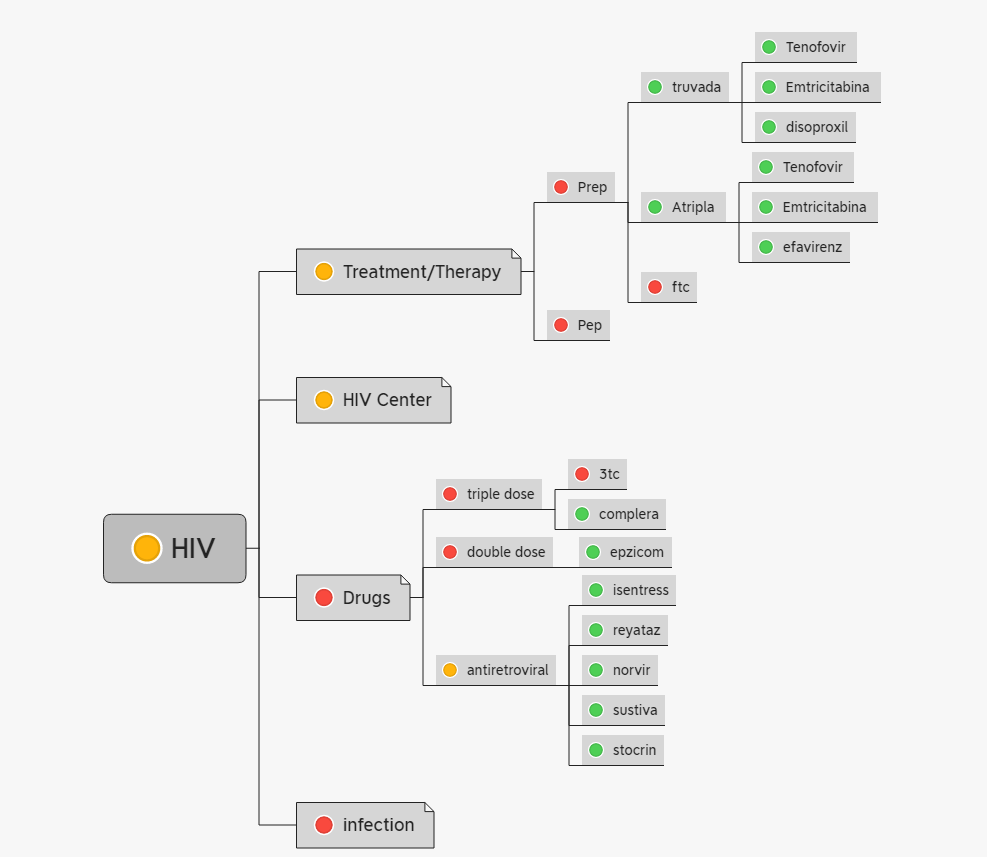 HIV
Treatment/Therapy
Prep
truvada
Tenofovir
Emtricitabina
disoproxil
Atripla
Tenofovir
Emtricitabina
efavirenz
ftc
Pep
HIV Center
Drugs
triple dose
3tc
complera
double dose
epzicom
antiretroviral
isentress
reyataz
norvir
sustiva
stocrin
infection